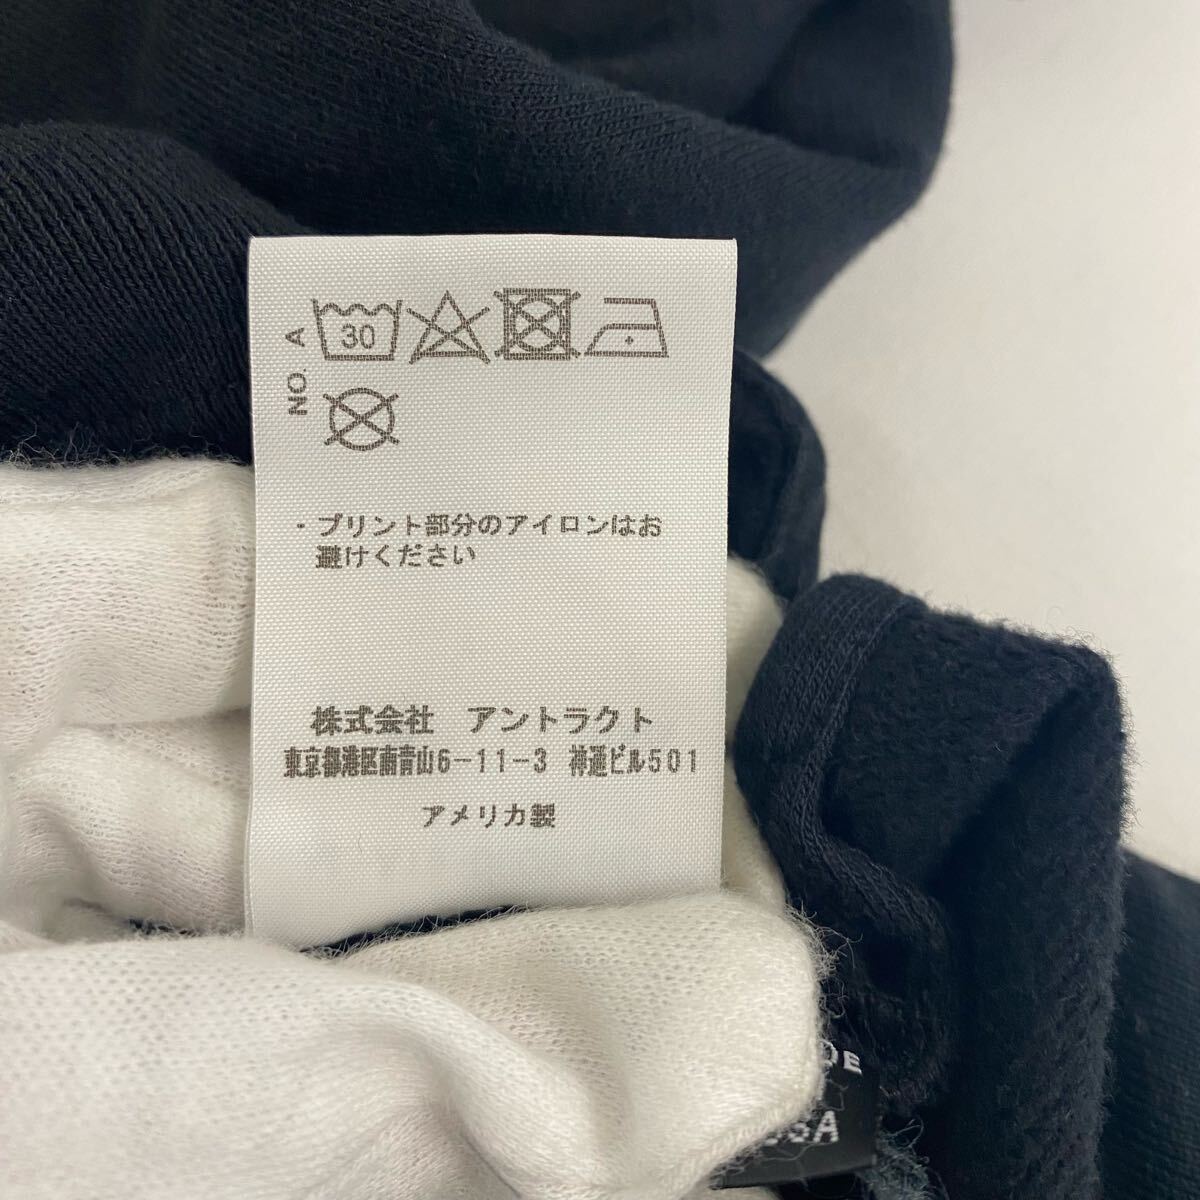 NO. A
30
・プリント部分のアイロンはお
避けください
株式会社 アントラクト
東京都港区南青山6-11-3 神通ビル501
アメリカ製